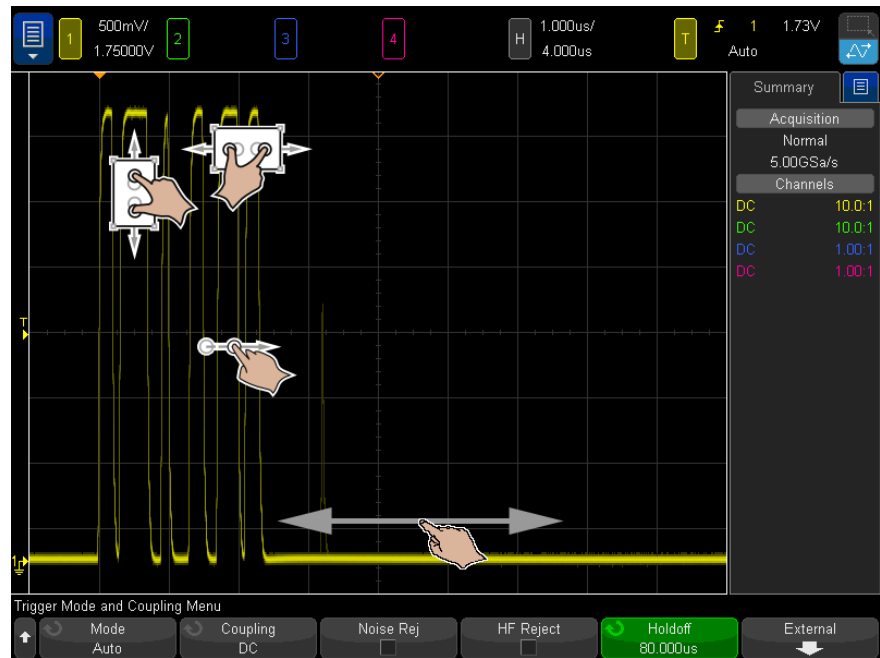 1 500mV/ 1.75000V
2
3
4
H 1.000us/ 4.000us
T 1 1.73V Auto
Summary
Acquisition
Normal
5.00GSa/s
Channels
DC 10.0:1
DC 10.0:1
DC 1.00:1
DC 1.00:1
T
1
Trigger Mode and Coupling Menu
Mode Auto
Coupling DC
Noise Rej
HF Reject
Holdoff 80.000us
External